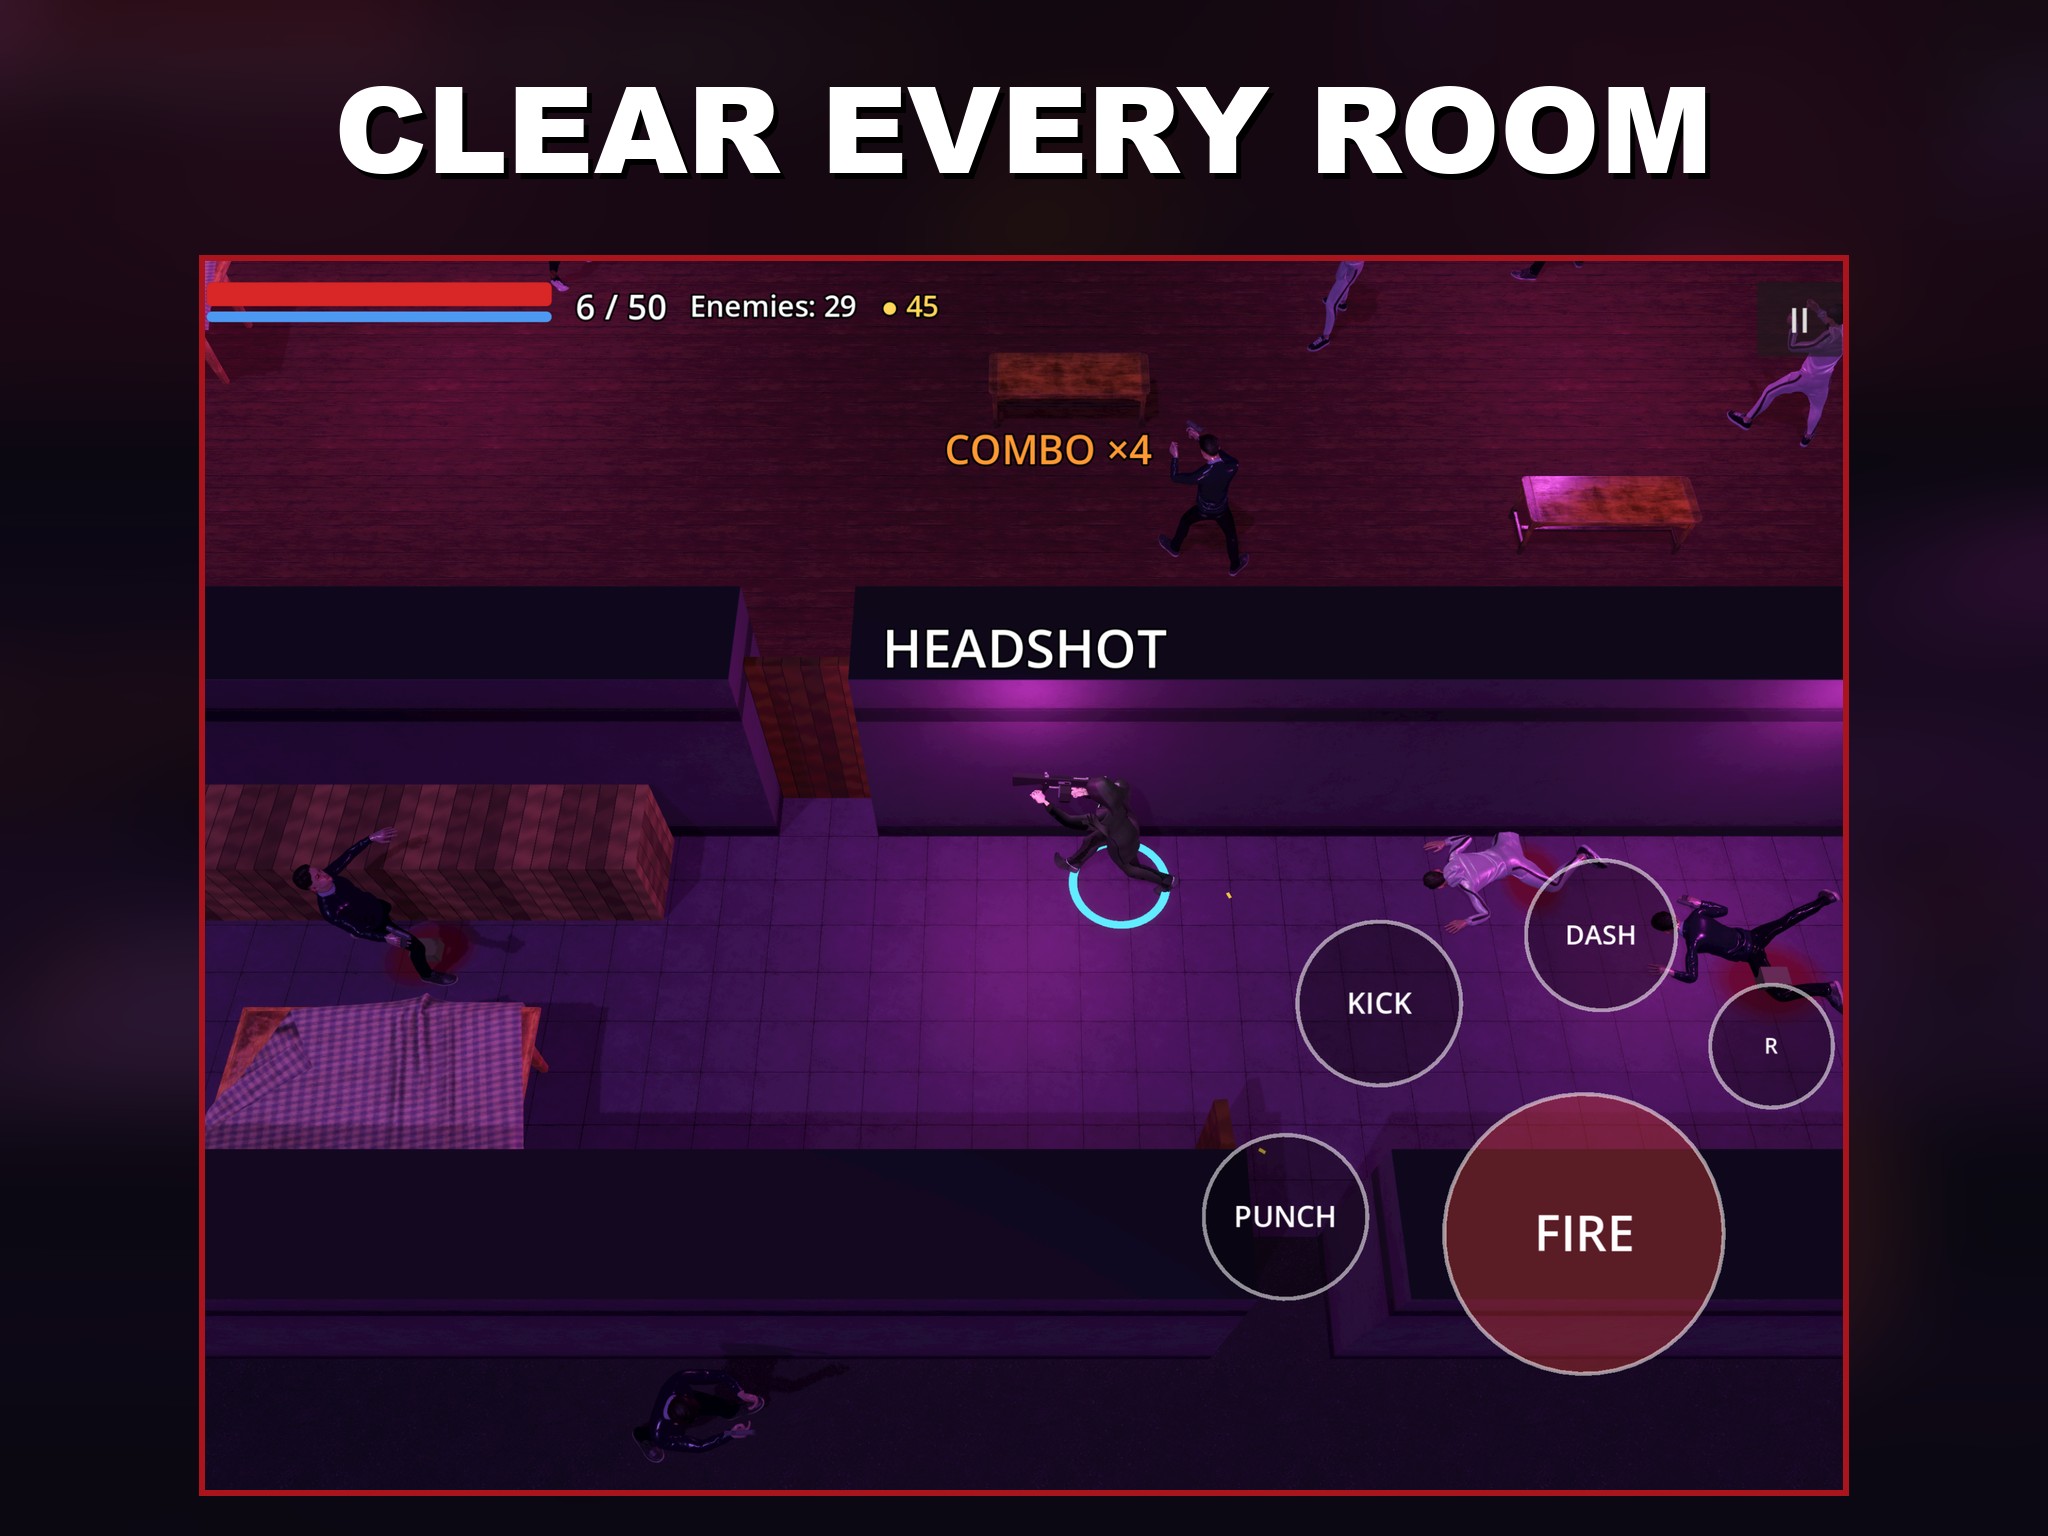 CLEAR EVERY ROOM
6 / 50 Enemies: 29 45
COMBO ×4
HEADSHOT
DASH
KICK
R
PUNCH
FIRE